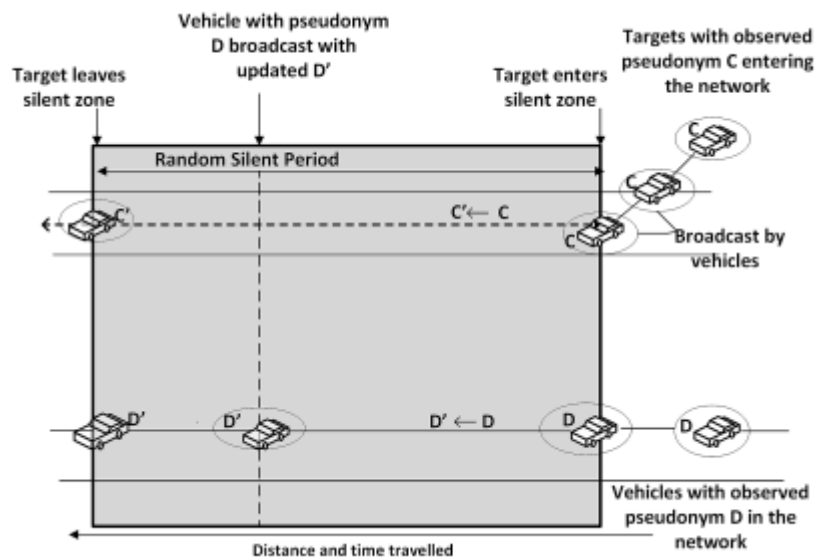 Vehicle with pseudonym
D broadcast with
updated D’
Targets with observed
pseudonym C entering
the network
Target leaves
silent zone
Target enters
silent zone
C
Random Silent Period
C
C’
C’← C
C
Broadcast by
vehicles
D’
D’
D’ ← D
D
D
Vehicles with observed
pseudonym D in the
network
Distance and time travelled